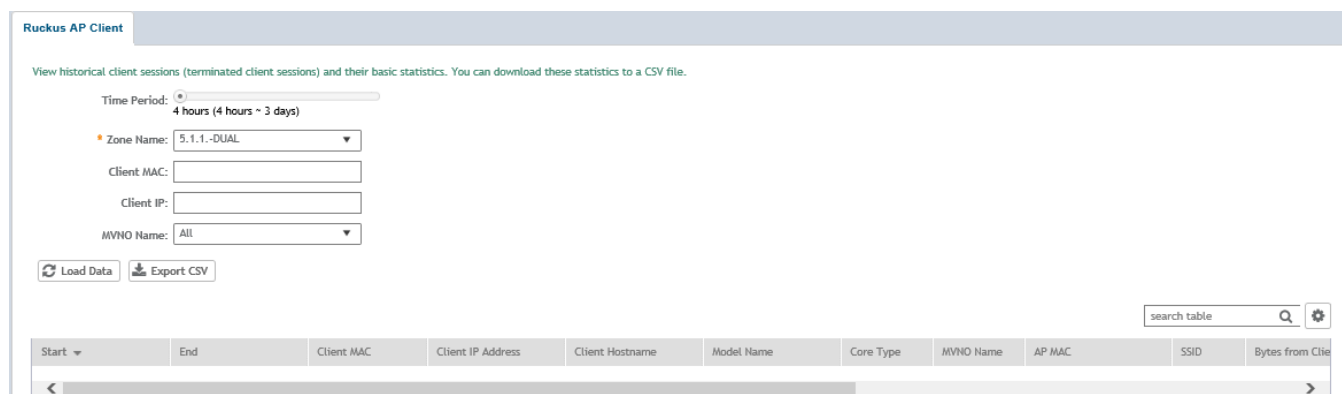 Ruckus AP Client
View historical client sessions (terminated client sessions) and their basic statistics. You can download these statistics to a CSV file.
Time Period:
4 hours (4 hours ~ 3 days)
* Zone Name: 5.1.1.-DUAL
Client MAC:
Client IP:
MVNO Name: All
Load Data Export CSV
search table
Start End Client MAC Client IP Address Client Hostname Model Name Core Type MVNO Name AP MAC SSID Bytes from Clie